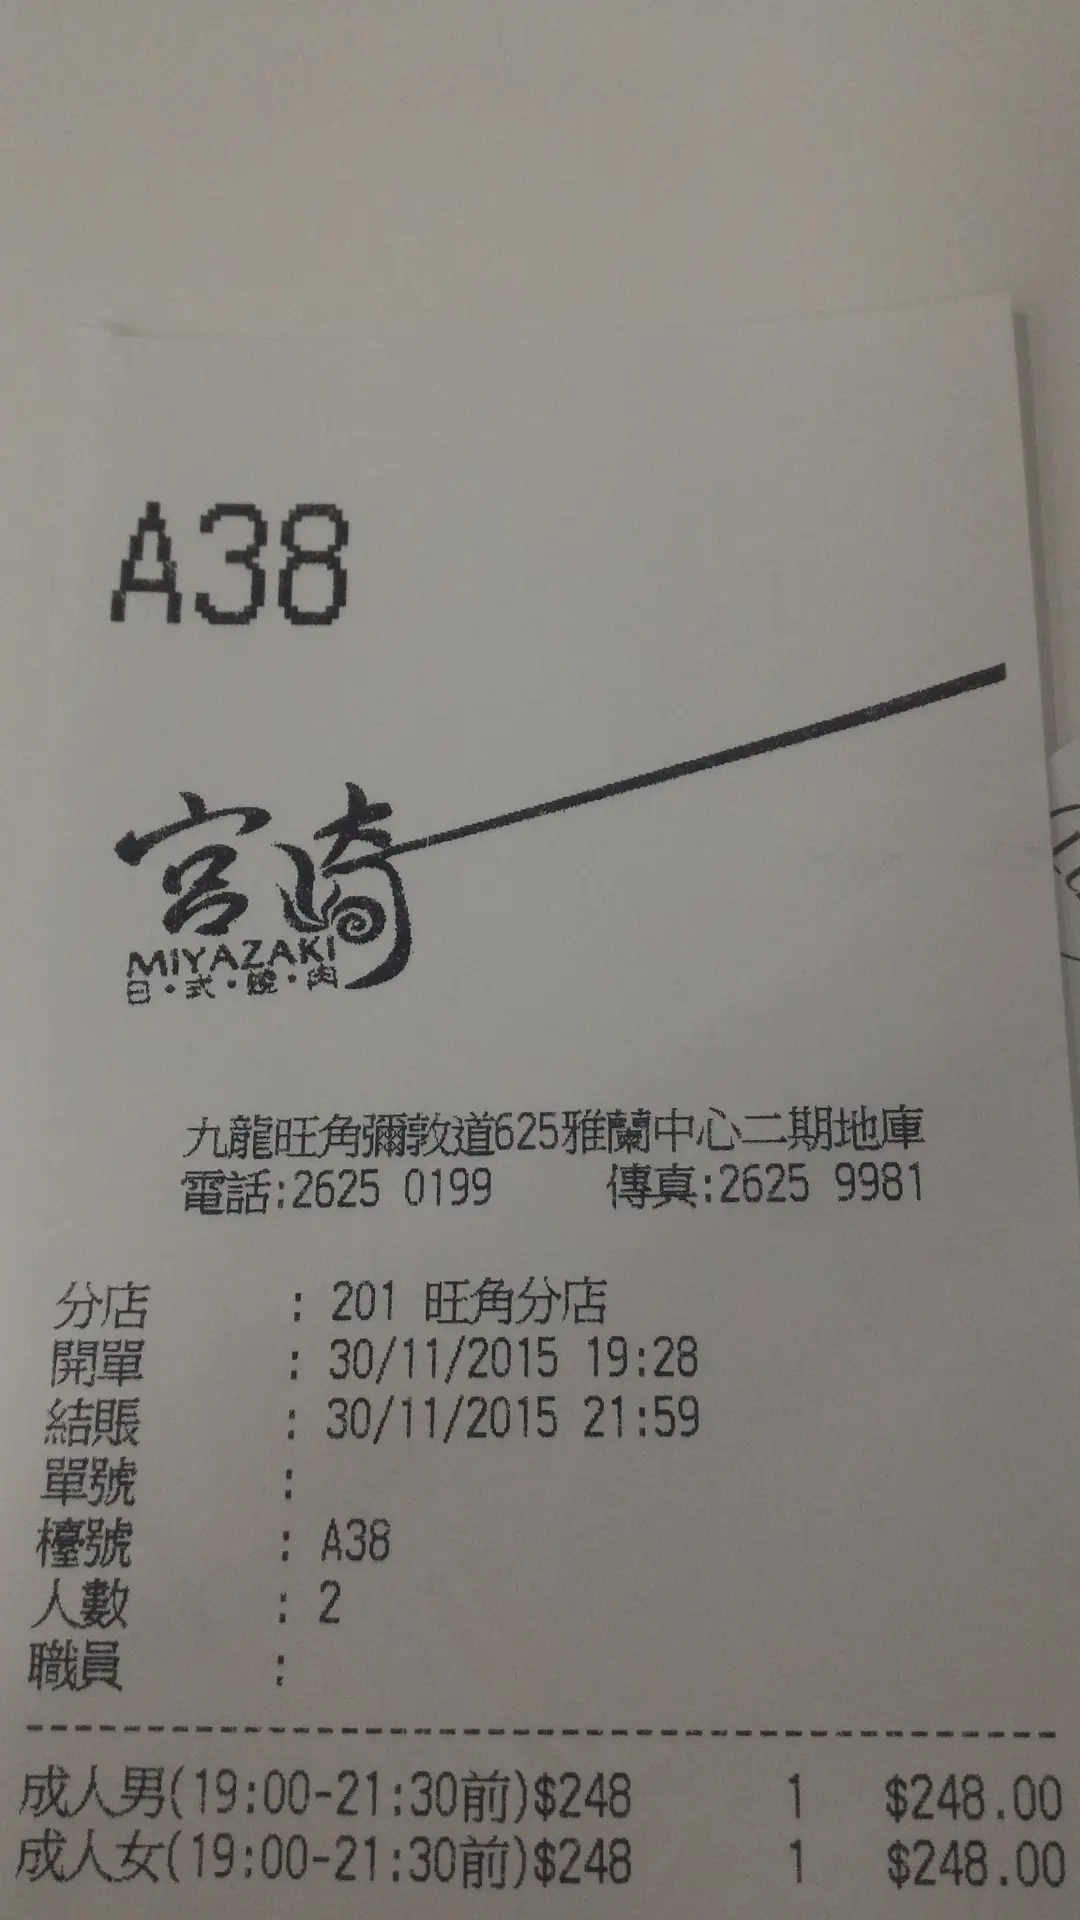 A38
宮崎
MIYAZAKI
日・式・燒・肉
九龍旺角彌敦道625雅蘭中心二期地庫
電話:2625 0199 傳真:2625 9981
分店 : 201 旺角分店
開單 : 30/11/2015 19:28
結賬 : 30/11/2015 21:59
單號 :
檯號 : A38
人數 : 2
職員 :
成人男(19:00-21:30前)$248 1 $248.00
成人女(19:00-21:30前)$248 1 $248.00